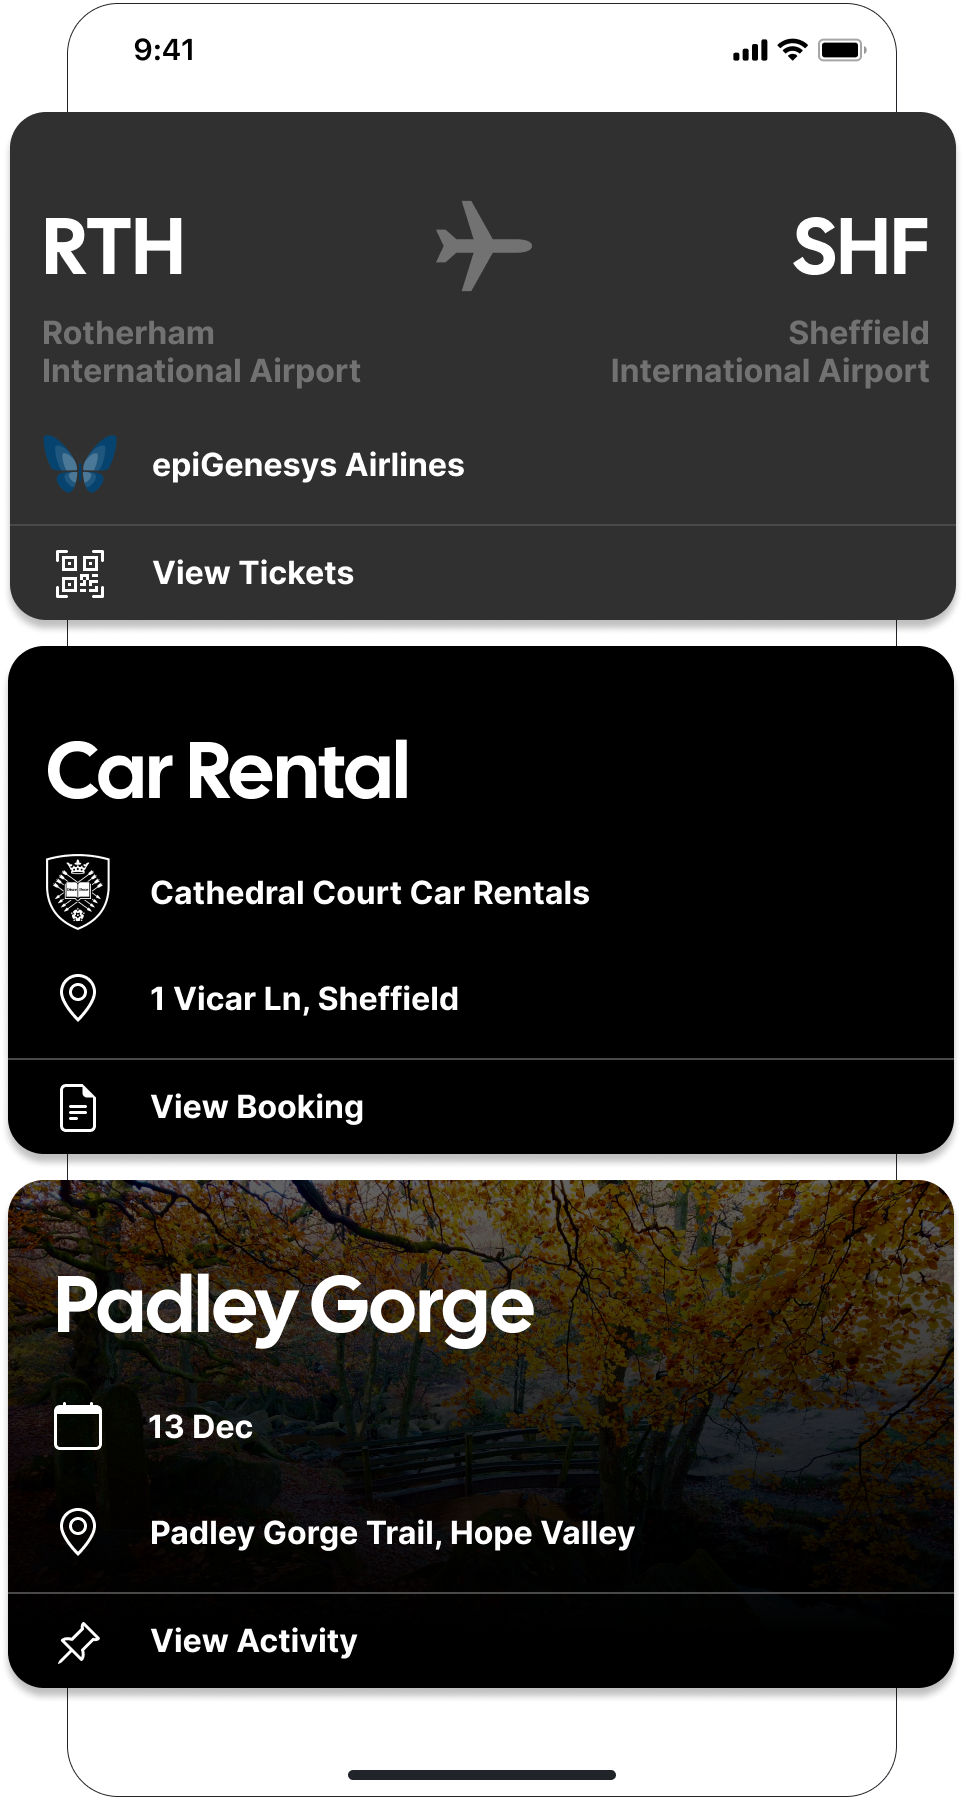 9:41
RTH
SHF
Rotherham
International Airport
Sheffield
International Airport
epiGenesys Airlines
View Tickets
Car Rental
Cathedral Court Car Rentals
1 Vicar Ln, Sheffield
View Booking
Padley Gorge
13 Dec
Padley Gorge Trail, Hope Valley
View Activity